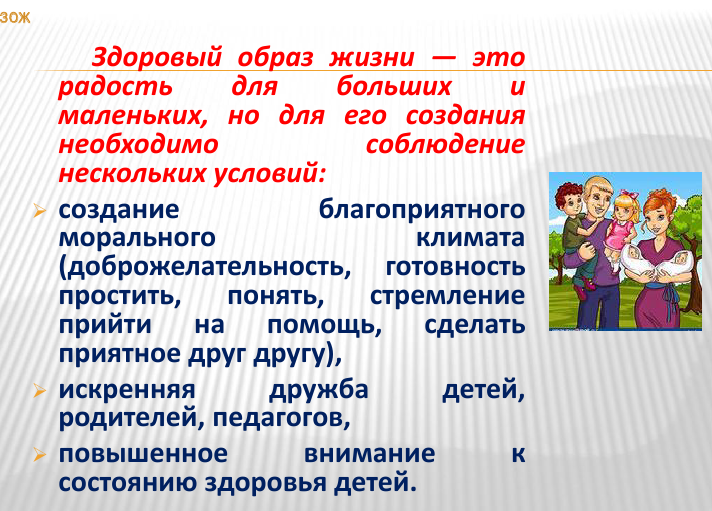 ЗОЖ
Здоровый образ жизни — это
радость для больших и
маленьких, но для его создания
необходимо соблюдение
нескольких условий:
создание благоприятного
морального климата
(доброжелательность, готовность
простить, понять, стремление
прийти на помощь, сделать
приятное друг другу),
искренняя дружба детей,
родителей, педагогов,
повышенное внимание к
состоянию здоровья детей.